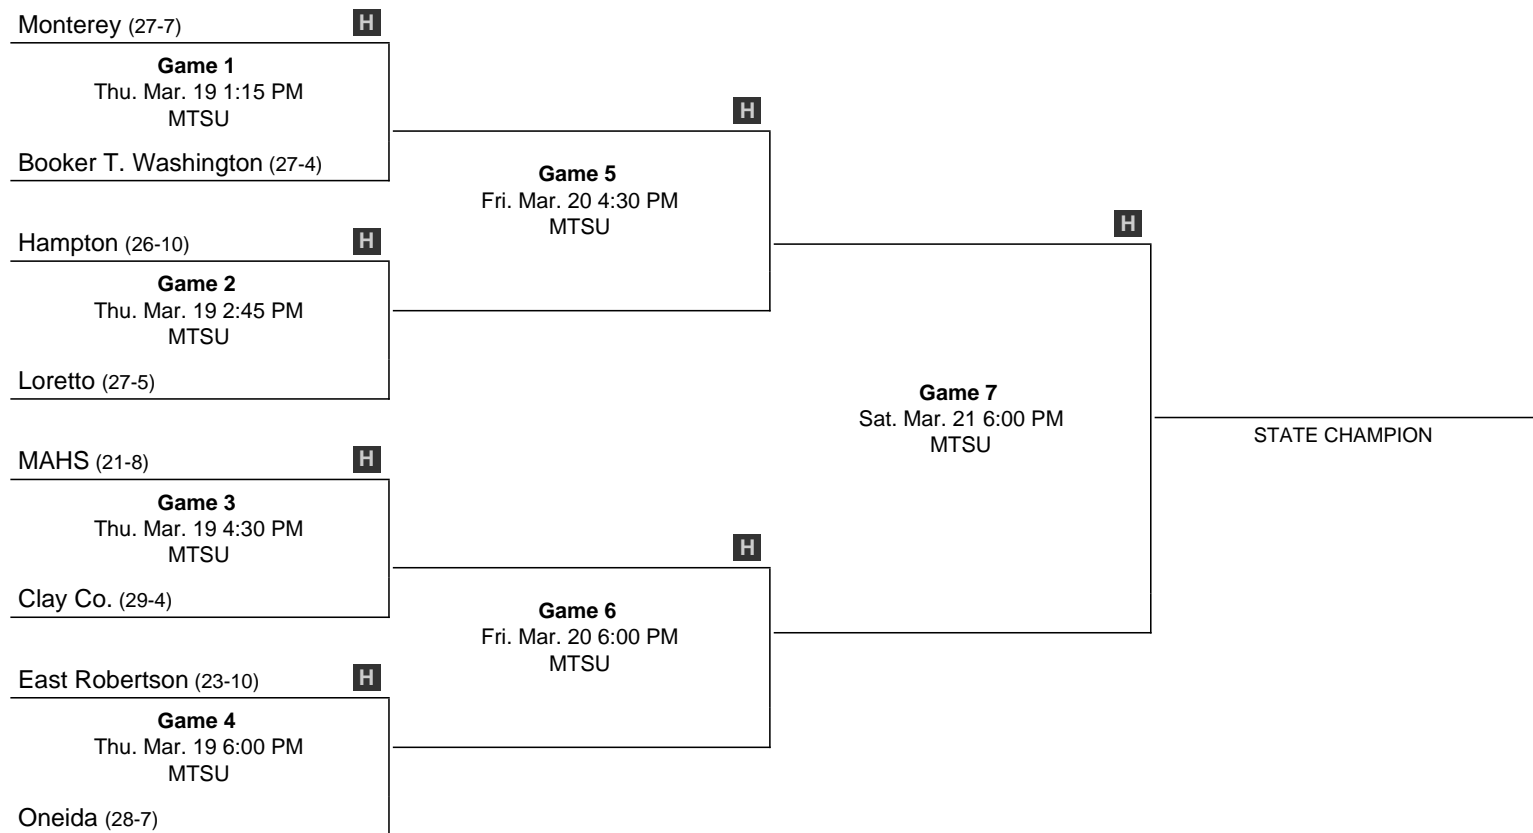 Monterey (27-7) H
Game 1
Thu. Mar. 19 1:15 PM
MTSU
Booker T. Washington (27-4)
H
Game 5
Fri. Mar. 20 4:30 PM
MTSU
Hampton (26-10) H
Game 2
Thu. Mar. 19 2:45 PM
MTSU
Loretto (27-5)
H
Game 7
Sat. Mar. 21 6:00 PM
MTSU
STATE CHAMPION
MAHS (21-8) H
Game 3
Thu. Mar. 19 4:30 PM
MTSU
Clay Co. (29-4)
H
Game 6
Fri. Mar. 20 6:00 PM
MTSU
East Robertson (23-10) H
Game 4
Thu. Mar. 19 6:00 PM
MTSU
Oneida (28-7)